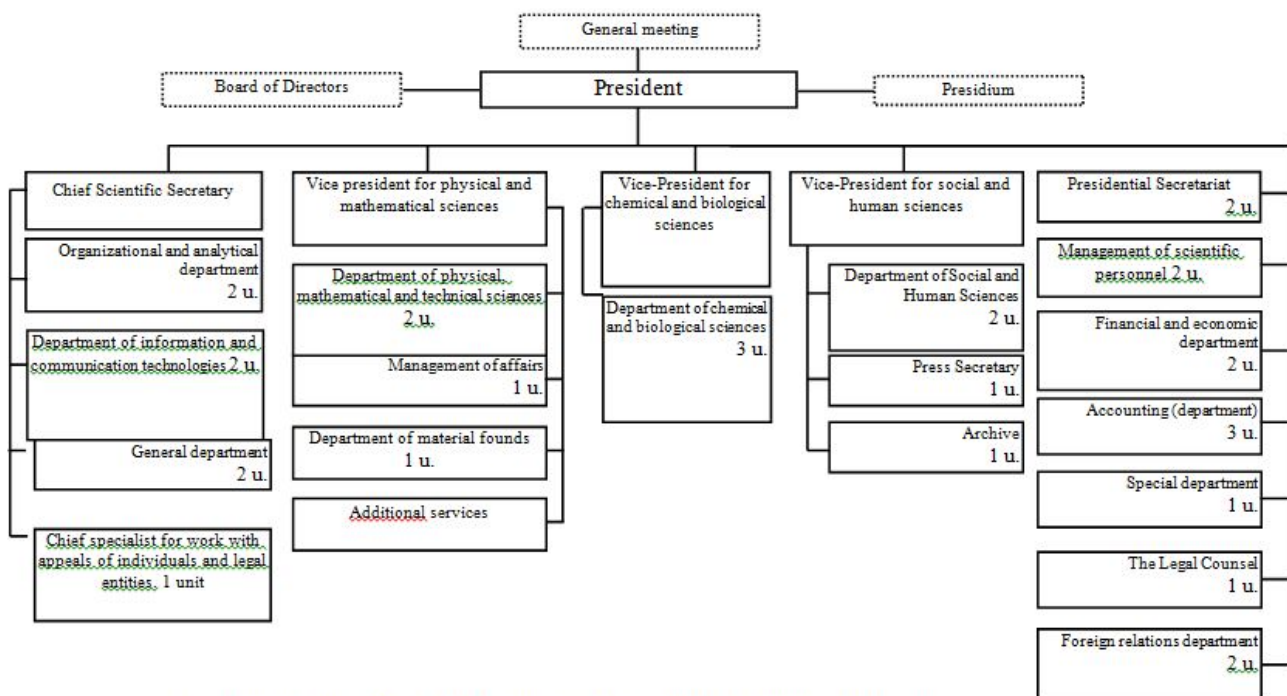 General meeting
Board of Directors
President
Presidium
Chief Scientific Secretary
Organizational and analytical
department
2 u.
Department of information and
communication technologies 2 u.
General department
2 u.
Chief specialist for work with
appeals of individuals and legal
entities, 1 unit
Vice president for physical and
mathematical sciences
Department of physical,
mathematical and technical sciences
2 u.
Management of affairs
1 u.
Department of material founds
1 u.
Additional services
Vice-President for
chemical and biological
sciences
Department of chemical
and biological sciences
3 u.
Vice-President for social and
human sciences
Department of Social and
Human Sciences
2 u.
Press Secretary
1 u.
Archive
1 u.
Presidential Secretariat
2 u.
Management of scientific
personnel 2 u.
Financial and economic
department
2 u.
Accounting (department)
3 u.
Special department
1 u.
The Legal Counsel
1 u.
Foreign relations department
2 u.